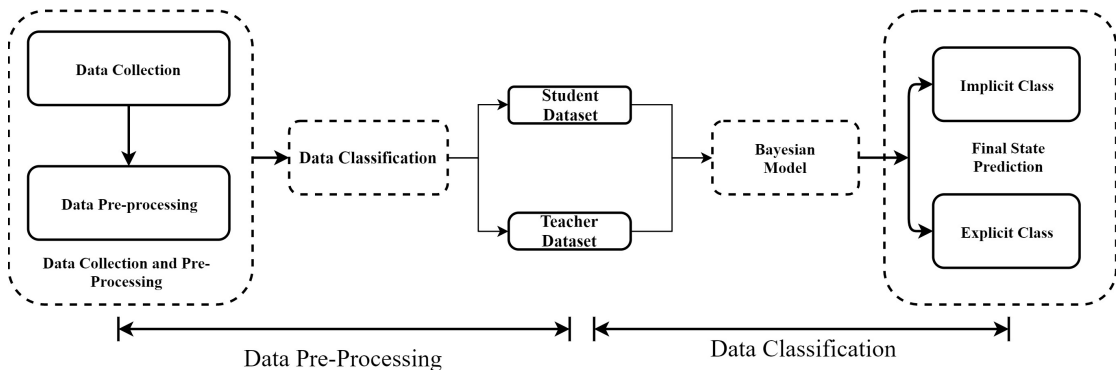 Data Collection
Data Pre-processing
Data Collection and Pre-
Processing
Data Classification
Student
Dataset
Teacher
Dataset
Bayesian
Model
Implicit Class
Final State
Prediction
Explicit Class
Data Pre-Processing
Data Classification